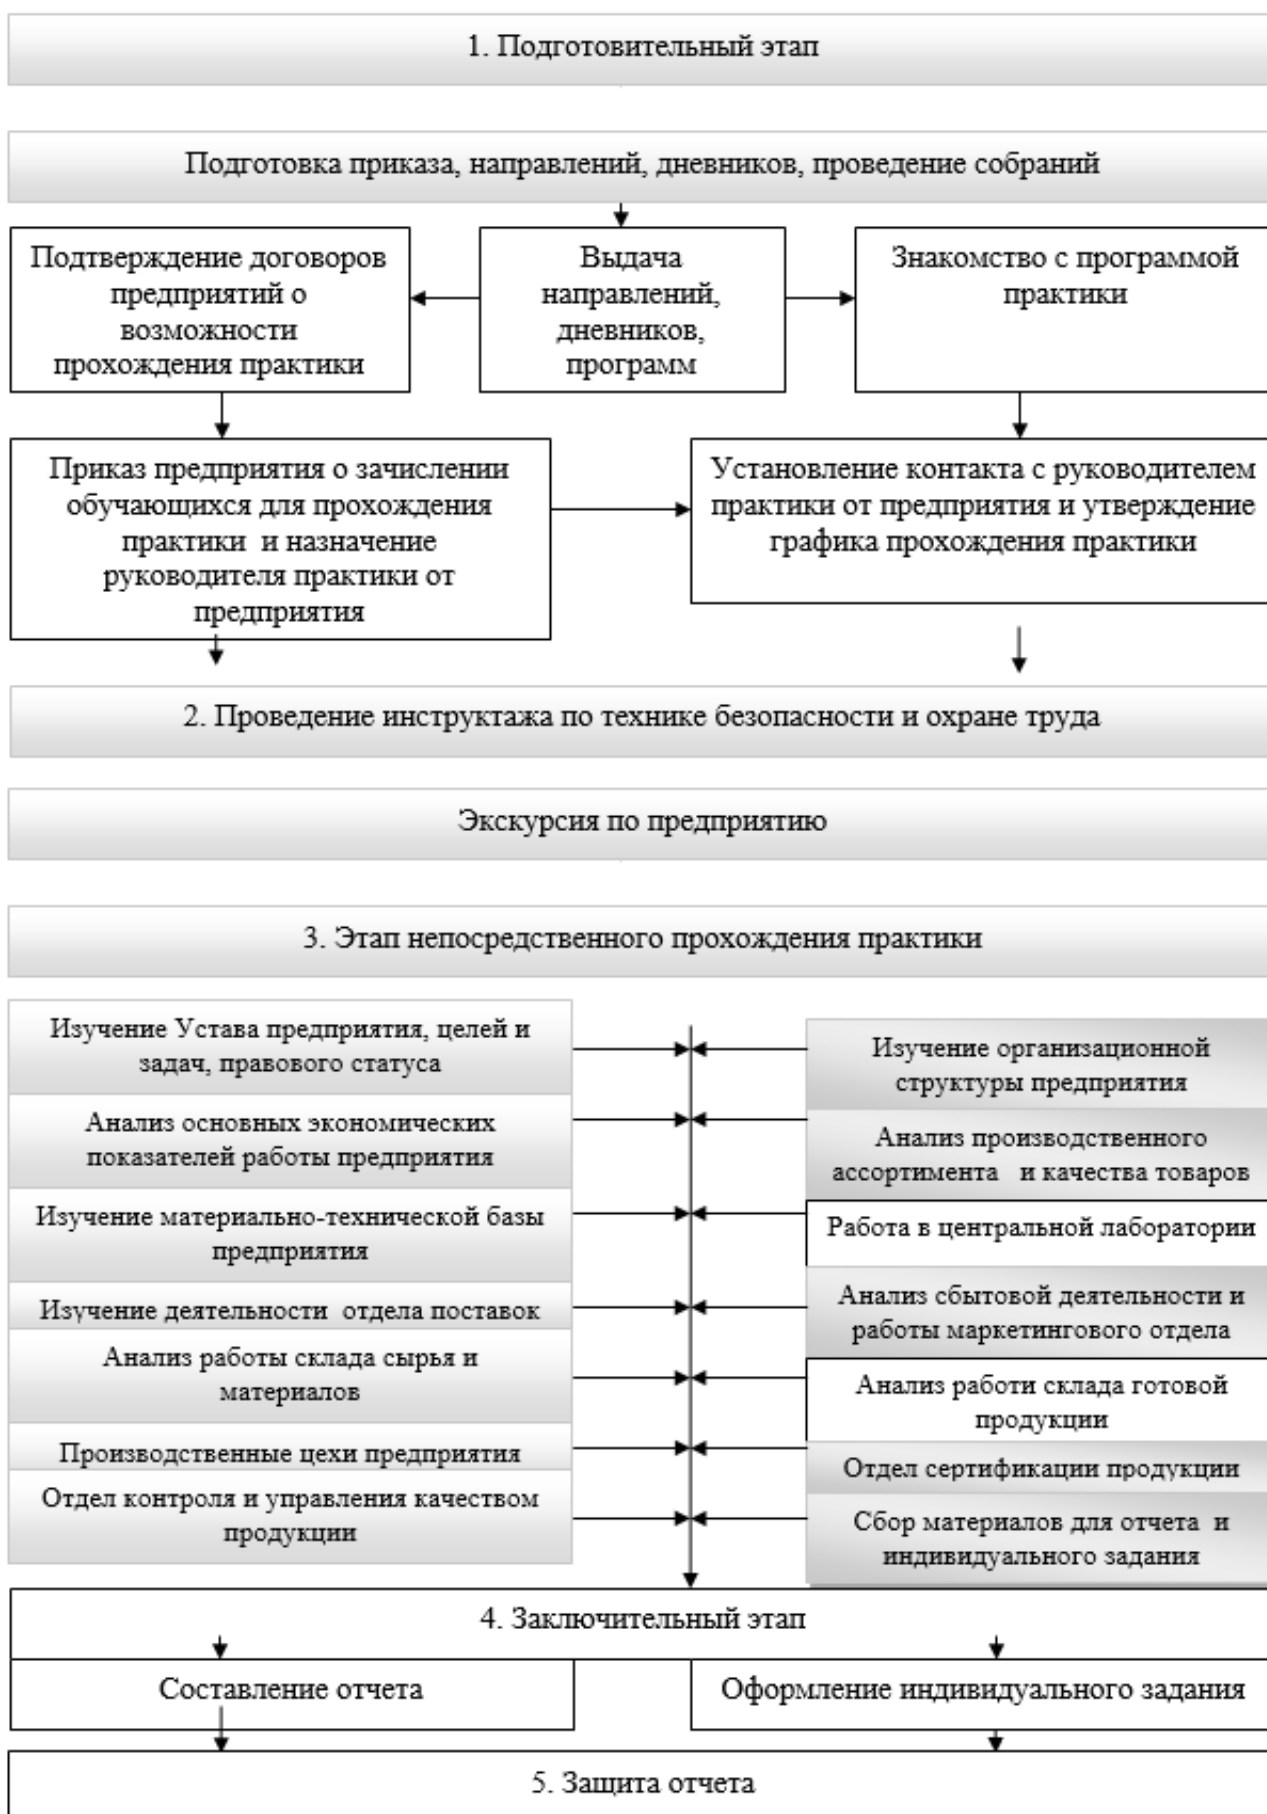 1. Подготовительный этап
Подготовка приказа, направлений, дневников, проведение собраний
Подтверждение договоров
предприятий о
возможности
прохождения практики
Выдача
направлений,
дневников,
программ
Знакомство с программой
практики
Приказ предприятия о зачислении
обучающихся для прохождения
практики и назначение
руководителя практики от
предприятия
Установление контакта с руководителем
практики от предприятия и утверждение
графика прохождения практики
2. Проведение инструктажа по технике безопасности и охране труда
Экскурсия по предприятию
3. Этап непосредственного прохождения практики
Изучение Устава предприятия, целей и
задач, правового статуса
Анализ основных экономических
показателей работы предприятия
Изучение материально-технической базы
предприятия
Изучение деятельности отдела поставок
Анализ работы склада сырья и
материалов
Производственные цехи предприятия
Отдел контроля и управления качеством
продукции
Изучение организационной
структуры предприятия
Анализ производственного
ассортимента и качества товаров
Работа в центральной лаборатории
Анализ сбытовой деятельности и
работы маркетингового отдела
Анализ работи склада готовой
продукции
Отдел сертификации продукции
Сбор материалов для отчета и
индивидуального задания
4. Заключительный этап
Составление отчета
Оформление индивидуального задания
5. Защита отчета